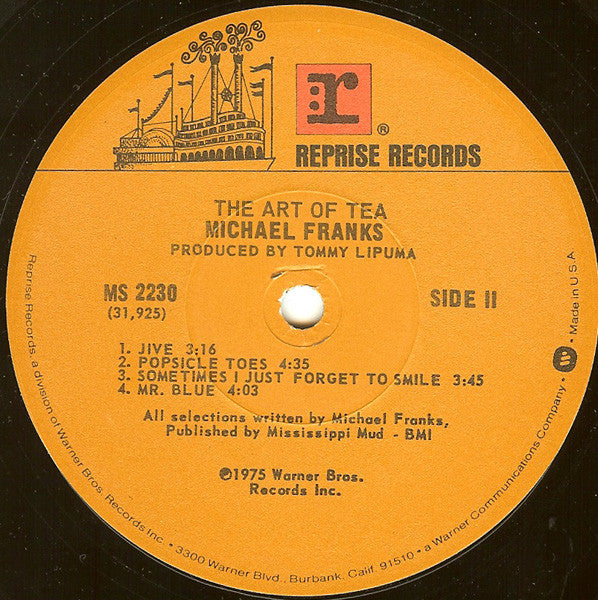 r
®
REPRISE RECORDS
THE ART OF TEA
MICHAEL FRANKS
PRODUCED BY TOMMY LIPUMA
MS 2230
(31,925)
SIDE II
1. JIVE 3:16
2. POPSICLE TOES 4:35
3. SOMETIMES I JUST FORGET TO SMILE 3:45
4. MR. BLUE 4:03
All selections written by Michael Franks,
Published by Mississippi Mud - BMI
℗1975 Warner Bros.
Records Inc.
Reprise Records, a division of Warner Bros. Records Inc. • 3300 Warner Blvd., Burbank, Calif. 91510 • a Warner Communications Company • W • Made in U.S.A